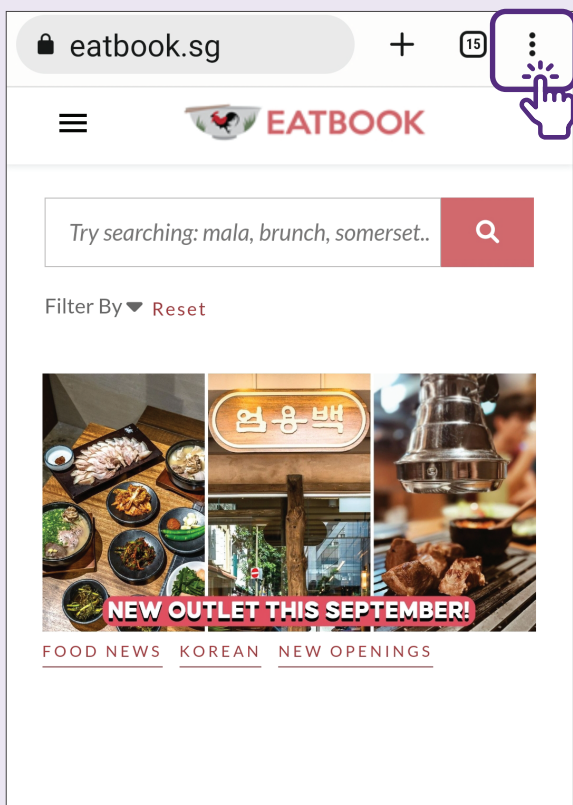 eatbook.sg
15
EATBOOK
Try searching: mala, brunch, somerset..
Filter By Reset
엄용백
NEW OUTLET THIS SEPTEMBER!
FOOD NEWS KOREAN NEW OPENINGS